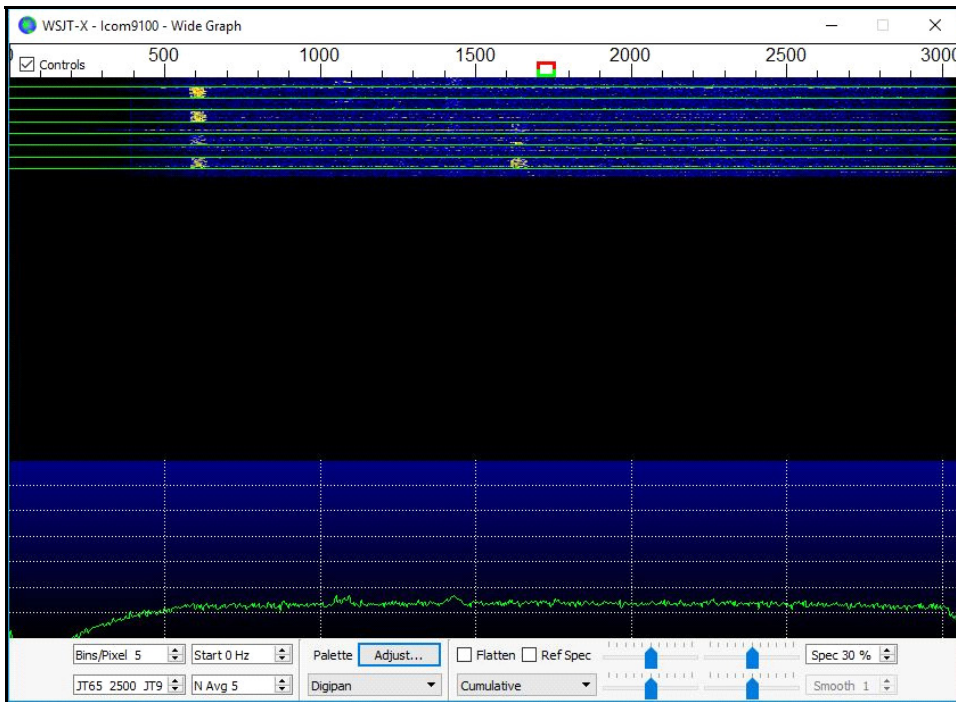 WSJT-X - Icom9100 - Wide Graph
Controls 500 1000 1500 2000 2500 3000
Bins/Pixel 5 Start 0 Hz Palette Adjust... Flatten Ref Spec Spec 30 %
JT65 2500 JT9 N Avg 5 Digipan Cumulative Smooth 1